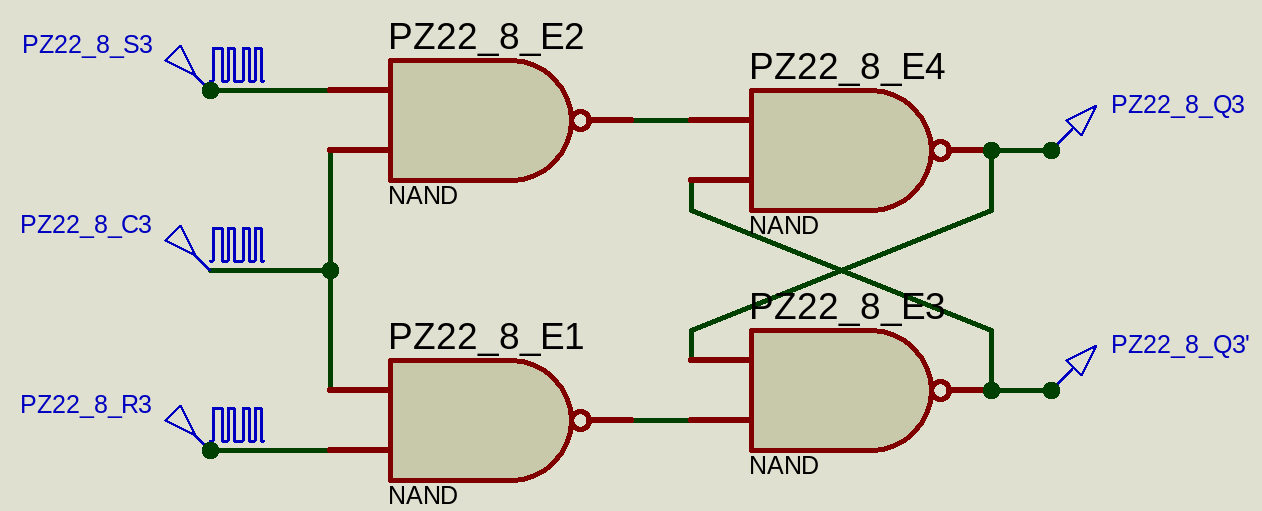 PZ22_8_S3
PZ22_8_E2
NAND
PZ22_8_E4
NAND
PZ22_8_Q3
PZ22_8_C3
PZ22_8_E1
NAND
PZ22_8_E3
NAND
PZ22_8_Q3'
PZ22_8_R3